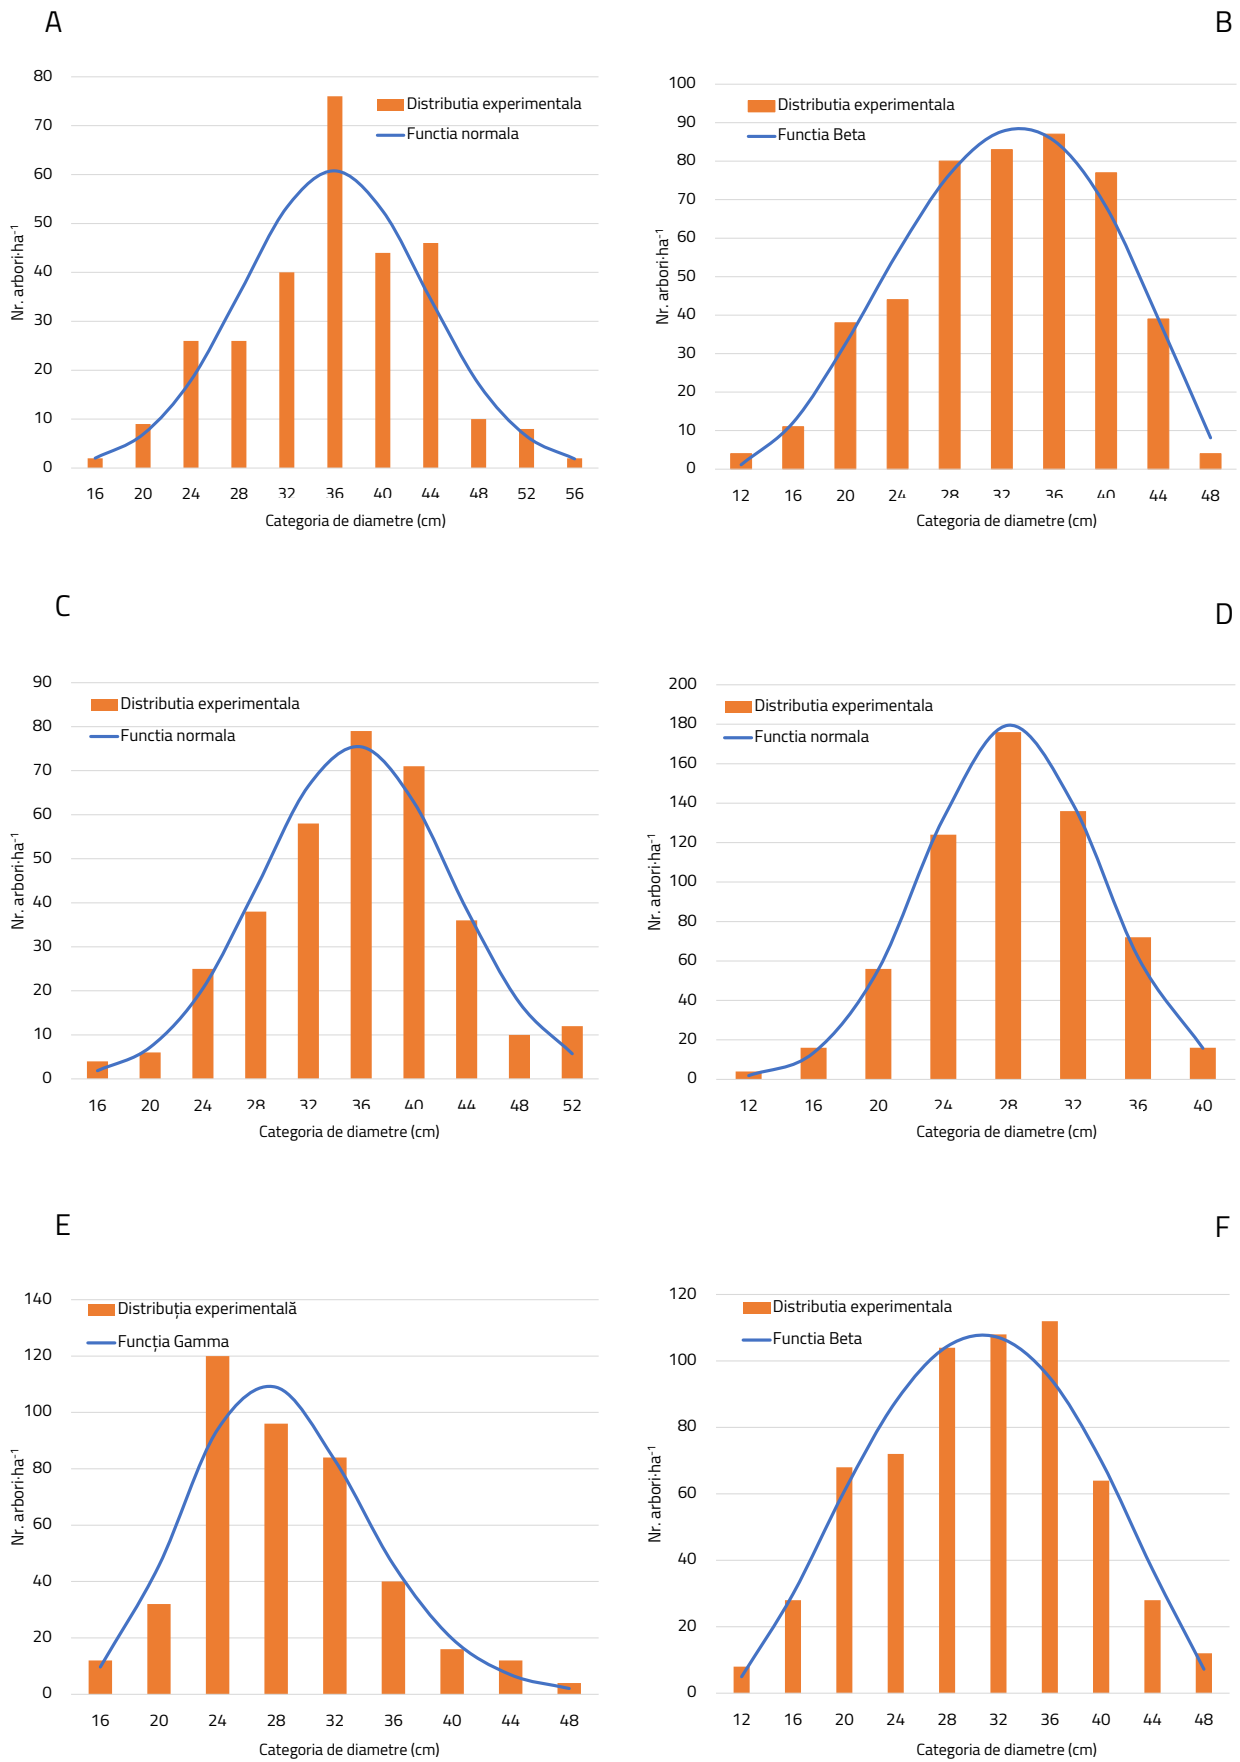 A
80
70
60
50
40
30
20
10
0
Nr. arbori·ha⁻¹
Distributia experimentala
Functia normala
16 20 24 28 32 36 40 44 48 52 56
Categoria de diametre (cm)
B
100
90
80
70
60
50
40
30
20
10
0
Nr. arbori·ha⁻¹
Distributia experimentala
Functia Beta
12 16 20 24 28 32 36 40 44 48
Categoria de diametre (cm)
C
90
80
70
60
50
40
30
20
10
0
Nr. arbori·ha⁻¹
Distributia experimentala
Functia normala
16 20 24 28 32 36 40 44 48 52
Categoria de diametre (cm)
D
200
180
160
140
120
100
80
60
40
20
0
Nr. arbori·ha⁻¹
Distributia experimentala
Functia normala
12 16 20 24 28 32 36 40
Categoria de diametre (cm)
E
140
120
100
80
60
40
20
0
Nr. arbori·ha⁻¹
Distribuția experimentală
Funcția Gamma
16 20 24 28 32 36 40 44 48
Categoria de diametre (cm)
F
120
100
80
60
40
20
0
Nr. arbori·ha⁻¹
Distributia experimentala
Functia Beta
12 16 20 24 28 32 36 40 44 48
Categoria de diametre (cm)